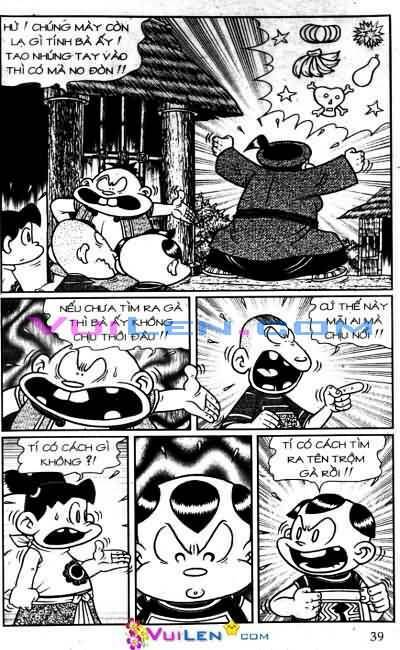 HỨ ! CHÚNG MÀY CÒN
LẠ GÌ TÍNH BÀ ẤY !
TAO NHÚNG TAY VÀO
THÌ CÓ MÀ NO ĐÒN !!
NẾU CHƯA TÌM RA GÀ
THÌ BÀ ẤY KHÔNG
CHỊU THÔI ĐÂU !!
CỨ THẾ NÀY
MÃI AI MÀ
CHỊU NỔI !
VUILEN.COM
TÍ CÓ CÁCH GÌ
KHÔNG ?!
TÍ CÓ CÁCH TÌM
RA TÊN TRỘM
GÀ RỒI !!
VUILEN.COM
39